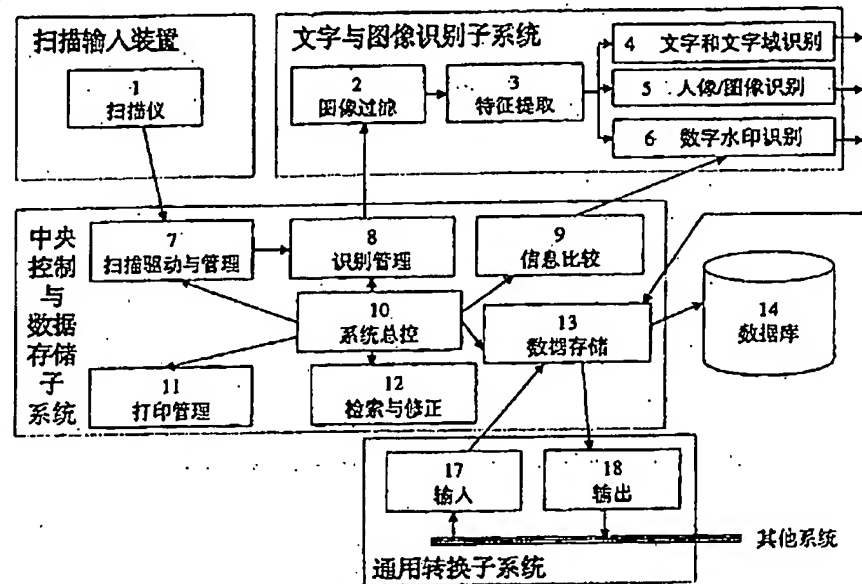 扫描输入装置
1
扫描仪
文字与图像识别子系统
2
图像过滤
3
特征提取
4 文字和文字域识别
5 人像/图像识别
6 数字水印识别
中央
控制
与
数据
存储
子
系统
7
扫描驱动与管理
8
识别管理
9
信息比较
10
系统总控
11
打印管理
12
检索与修正
13
数据存储
14
数据库
17
输入
18
输出
其他系统
通用转换子系统